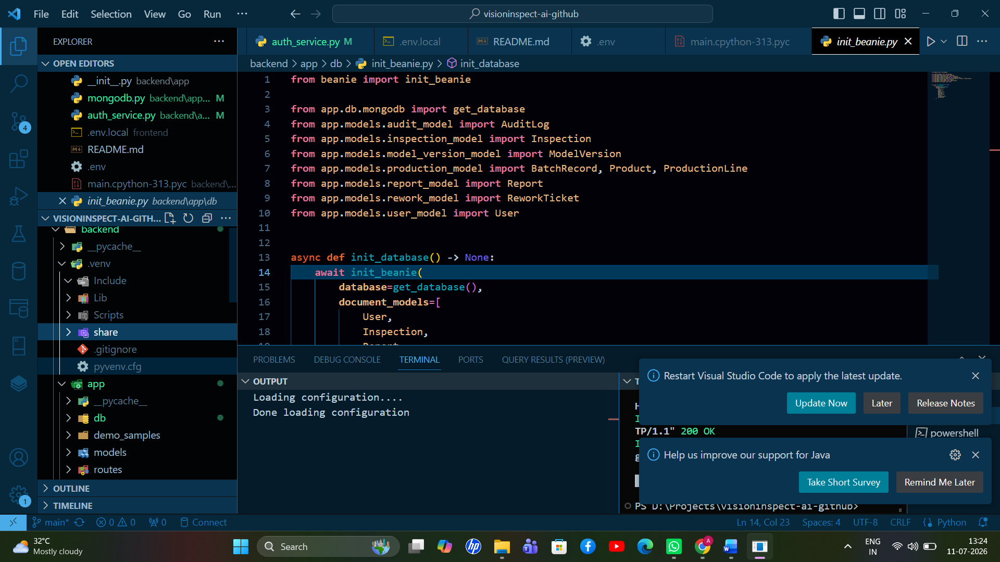 File Edit Selection View Go Run ···
visioninspect-ai-github
EXPLORER
OPEN EDITORS
__init__.py backend\app
mongodb.py backend\app... M
auth_service.py backend\a... M
.env.local frontend
README.md
.env
main.cpython-313.pyc backend\...
init_beanie.py backend\app\db
VISIONINSPECT-AI-GITH...
backend
__pycache__
.venv
Include
Lib
Scripts
share
.gitignore
pyvenv.cfg
app
__pycache__
db
demo_samples
models
routes
OUTLINE
TIMELINE
4
1
auth_service.py M
.env.local
README.md
.env
main.cpython-313.pyc
init_beanie.py
backend > app > db > init_beanie.py > init_database
1 from beanie import init_beanie
2
3 from app.db.mongodb import get_database
4 from app.models.audit_model import AuditLog
5 from app.models.inspection_model import Inspection
6 from app.models.model_version_model import ModelVersion
7 from app.models.production_model import BatchRecord, Product, ProductionLine
8 from app.models.report_model import Report
9 from app.models.rework_model import ReworkTicket
10 from app.models.user_model import User
11
12
13 async def init_database() -> None:
14 await init_beanie(
15 database=get_database(),
16 document_models=[
17 User,
18 Inspection,
PROBLEMS DEBUG CONSOLE TERMINAL PORTS QUERY RESULTS (PREVIEW)
OUTPUT
Loading configuration....
Done loading configuration
TP/1.1" 200 OK
PS D:\Projects\visioninspect-ai-github>
powershell
Restart Visual Studio Code to apply the latest update.
Update Now Later Release Notes
Help us improve our support for Java
Take Short Survey Remind Me Later
main* 0 0 0 Connect
Ln 14, Col 23 Spaces: 4 UTF-8 CRLF Python
32°C
Mostly cloudy
Search
ENG
IN
13:24
11-07-2026